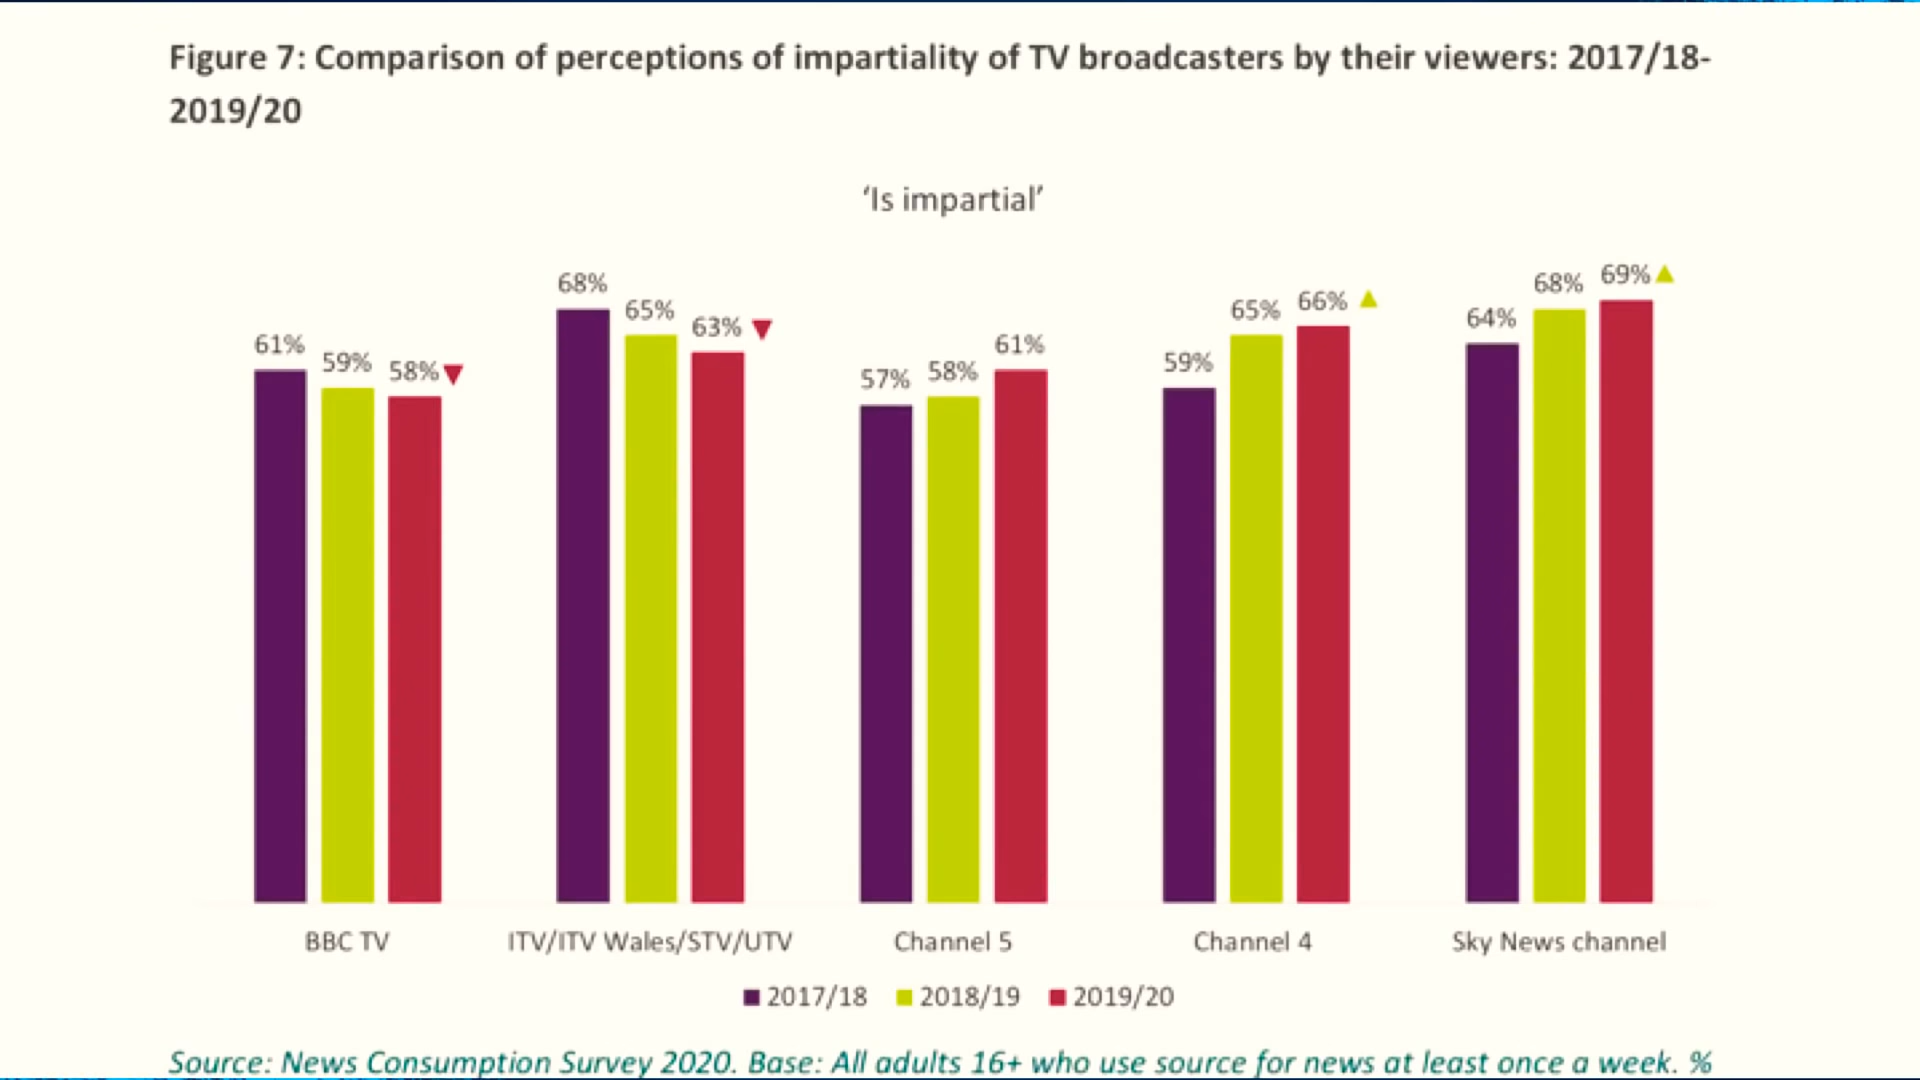 Figure 7: Comparison of perceptions of impartiality of TV broadcasters by their viewers: 2017/18-
2019/20
‘Is impartial’
61% 59% 58%
68% 65% 63%
57% 58% 61%
59% 65% 66%
64% 68% 69%
BBC TV ITV/ITV Wales/STV/UTV Channel 5 Channel 4 Sky News channel
2017/18 2018/19 2019/20
Source: News Consumption Survey 2020. Base: All adults 16+ who use source for news at least once a week. %